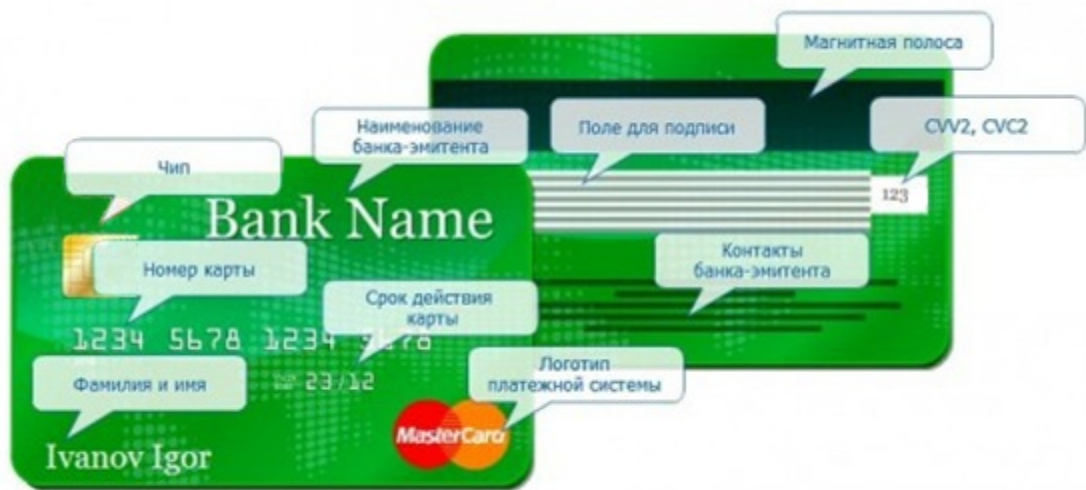 Магнитная полоса
Наименование
банка-эмитента
Поле для подписи
CVV2, CVC2
Чип
123
Bank Name
Номер карты
Контакты
банка-эмитента
Срок действия
карты
1234 5678 1234 5678
Фамилия и имя
23/12
Логотип
платежной системы
MasterCard
Ivanov Igor